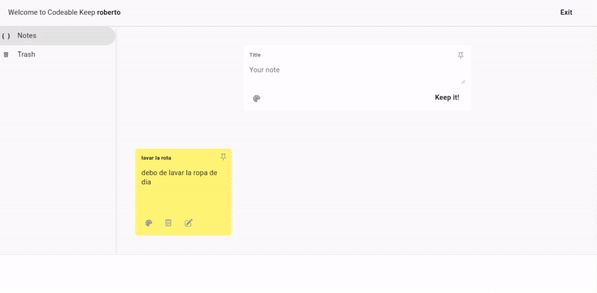 Welcome to Codeable Keep roberto
Exit
( ) Notes
Trash
Title
Your note
Keep it!
lavar la rota
debo de lavar la ropa de
dia